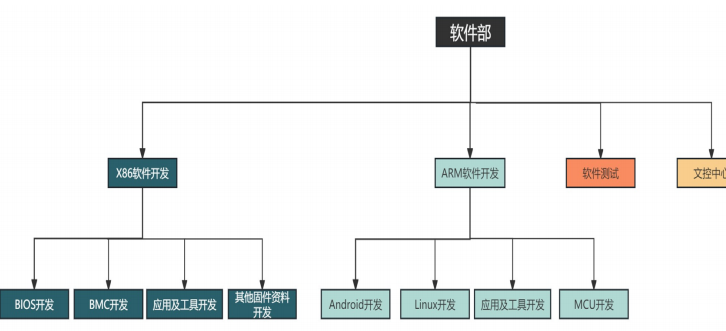 软件部
X86软件开发
ARM软件开发
软件测试
文控中心
BIOS开发
BMC开发
应用及工具开发
其他固件资料
开发
Android开发
Linux开发
应用及工具开发
MCU开发